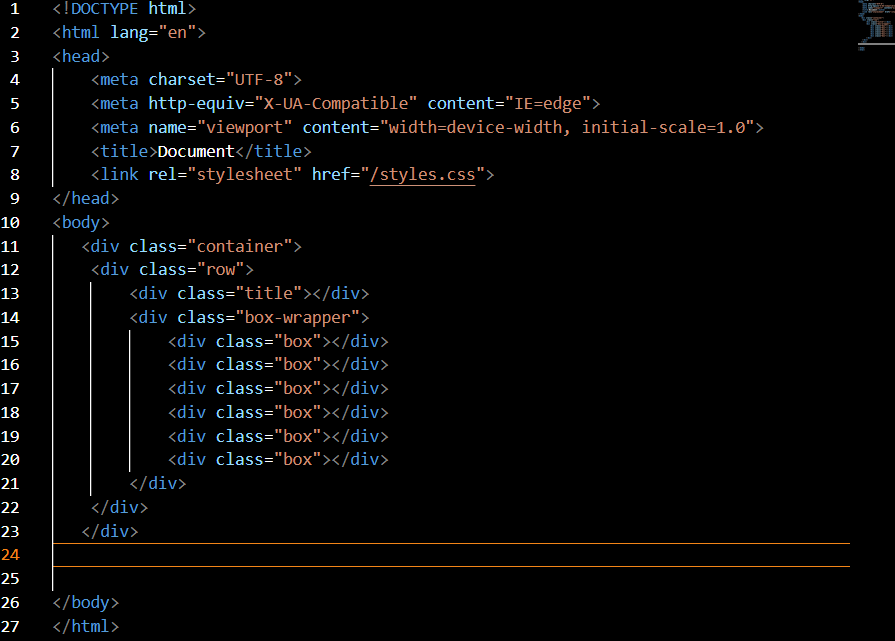 1 <!DOCTYPE html>
2 <html lang="en">
3 <head>
4     <meta charset="UTF-8">
5     <meta http-equiv="X-UA-Compatible" content="IE=edge">
6     <meta name="viewport" content="width=device-width, initial-scale=1.0">
7     <title>Document</title>
8     <link rel="stylesheet" href="/styles.css">
9 </head>
10 <body>
11    <div class="container">
12     <div class="row">
13         <div class="title"></div>
14         <div class="box-wrapper">
15             <div class="box"></div>
16             <div class="box"></div>
17             <div class="box"></div>
18             <div class="box"></div>
19             <div class="box"></div>
20             <div class="box"></div>
21         </div>
22     </div>
23    </div>
24
25
26 </body>
27 </html>